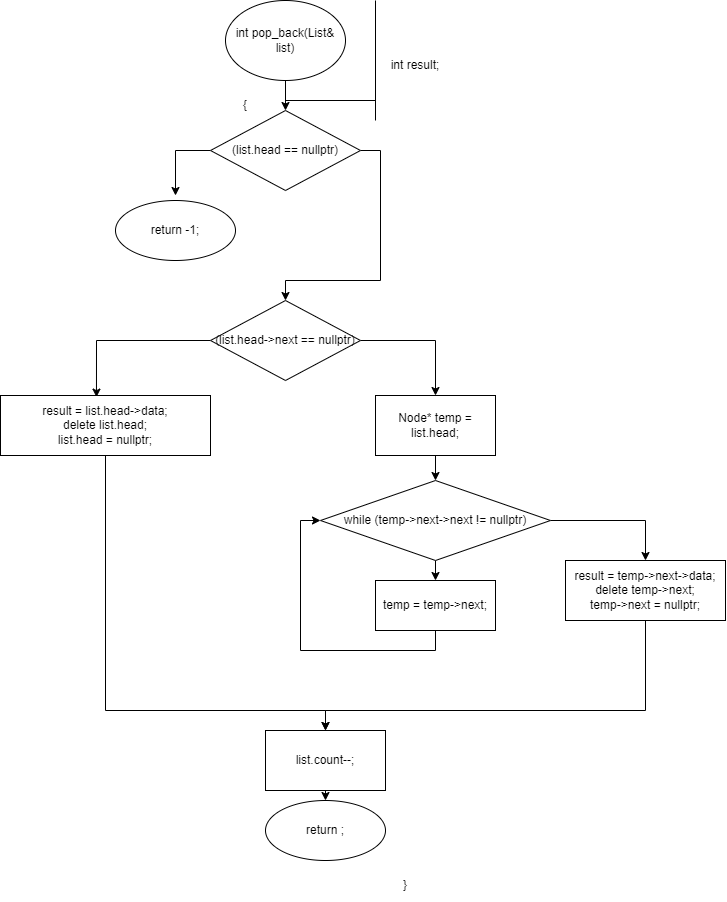 int pop_back(List&
list)
int result;
{
(list.head == nullptr)
return -1;
(list.head->next == nullptr)
result = list.head->data;
delete list.head;
list.head = nullptr;
Node* temp =
list.head;
while (temp->next->next != nullptr)
temp = temp->next;
result = temp->next->data;
delete temp->next;
temp->next = nullptr;
list.count--;
return ;
}